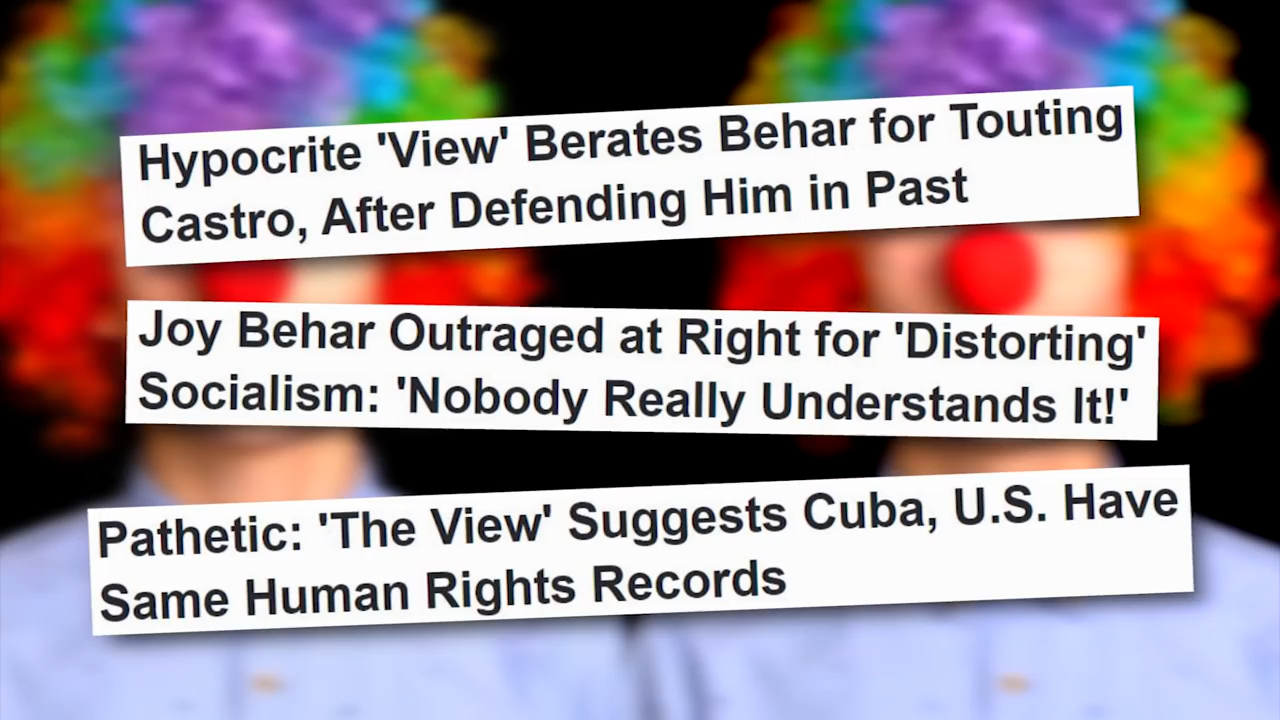 Hypocrite 'View' Berates Behar for Touting
Castro, After Defending Him in Past
Joy Behar Outraged at Right for 'Distorting'
Socialism: 'Nobody Really Understands It!'
Pathetic: 'The View' Suggests Cuba, U.S. Have
Same Human Rights Records